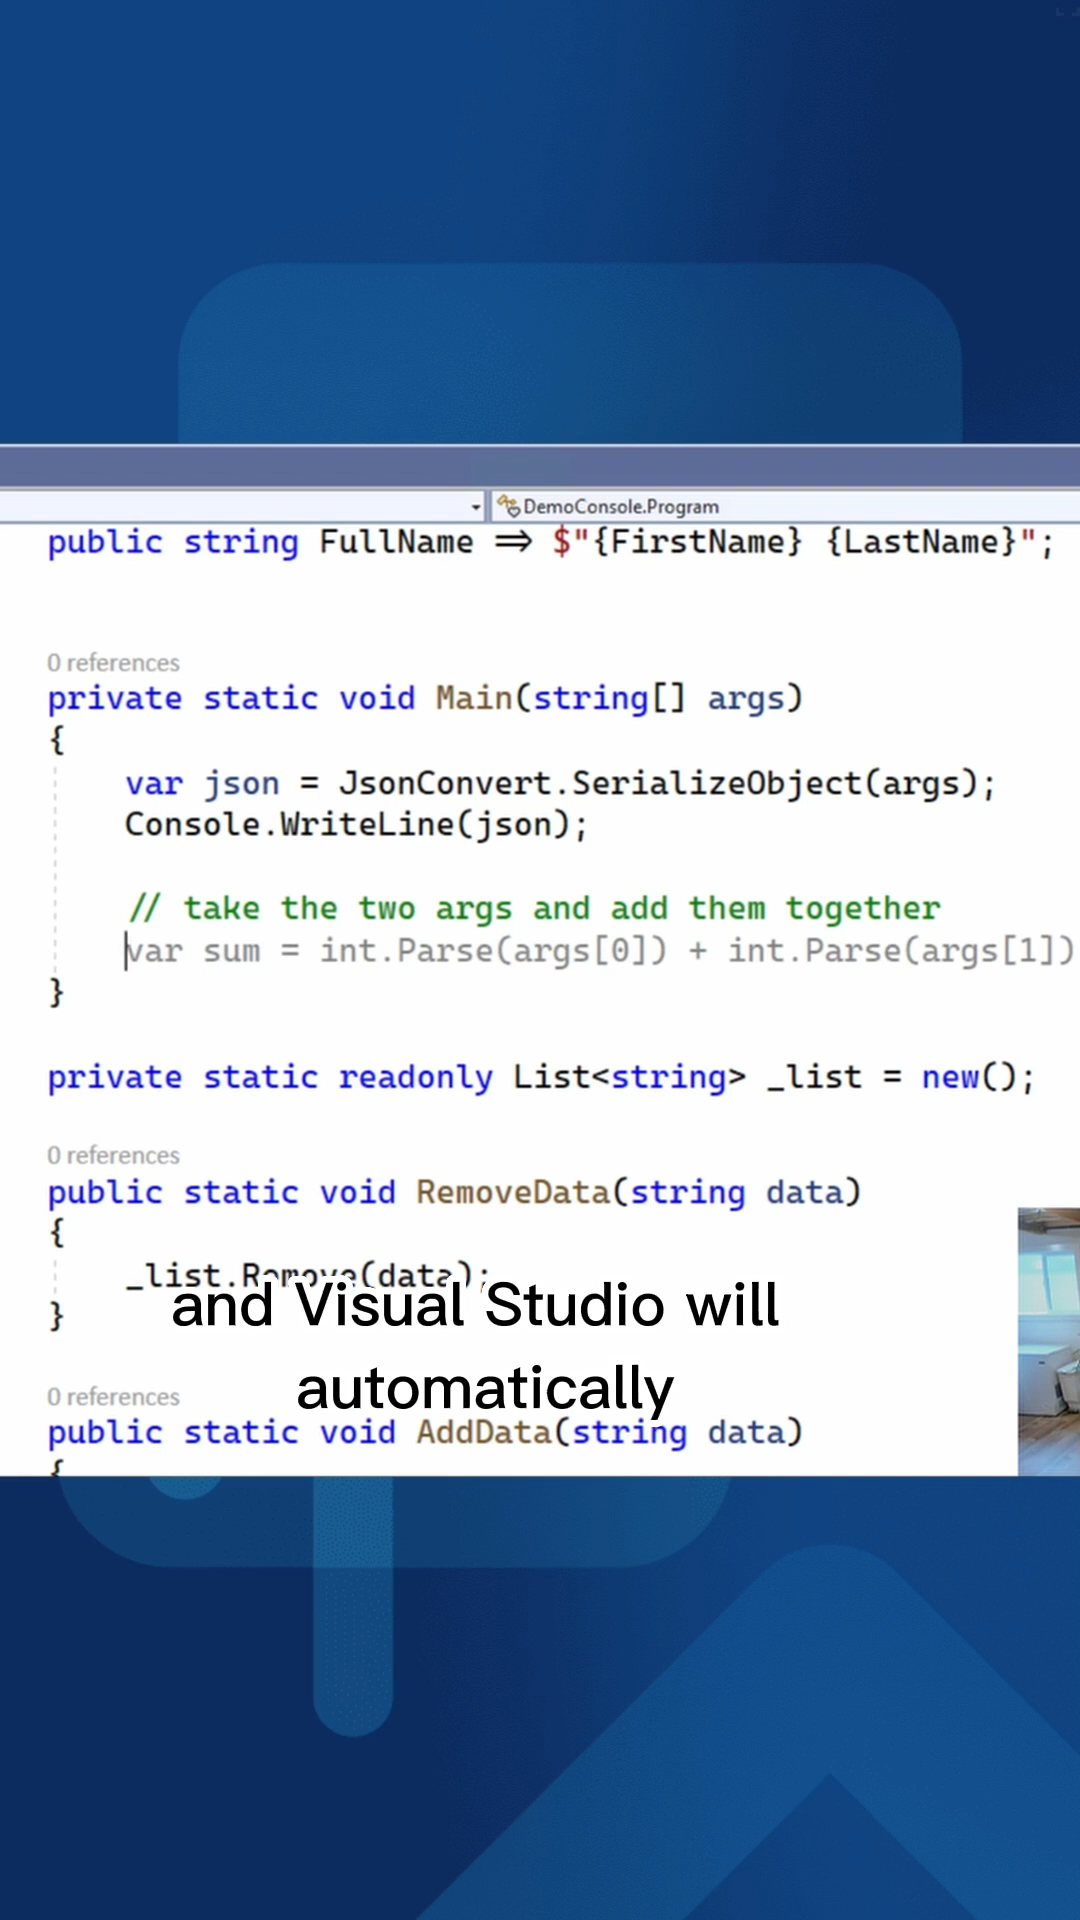 DemoConsole.Program
public string FullName => $"{FirstName} {LastName}";
0 references
private static void Main(string[] args)
{
var json = JsonConvert.SerializeObject(args);
Console.WriteLine(json);
// take the two args and add them together
var sum = int.Parse(args[0]) + int.Parse(args[1])
}
private static readonly List<string> _list = new();
0 references
public static void RemoveData(string data)
{
_list.Remove(data);
}
and Visual Studio will
automatically
0 references
public static void AddData(string data)
{